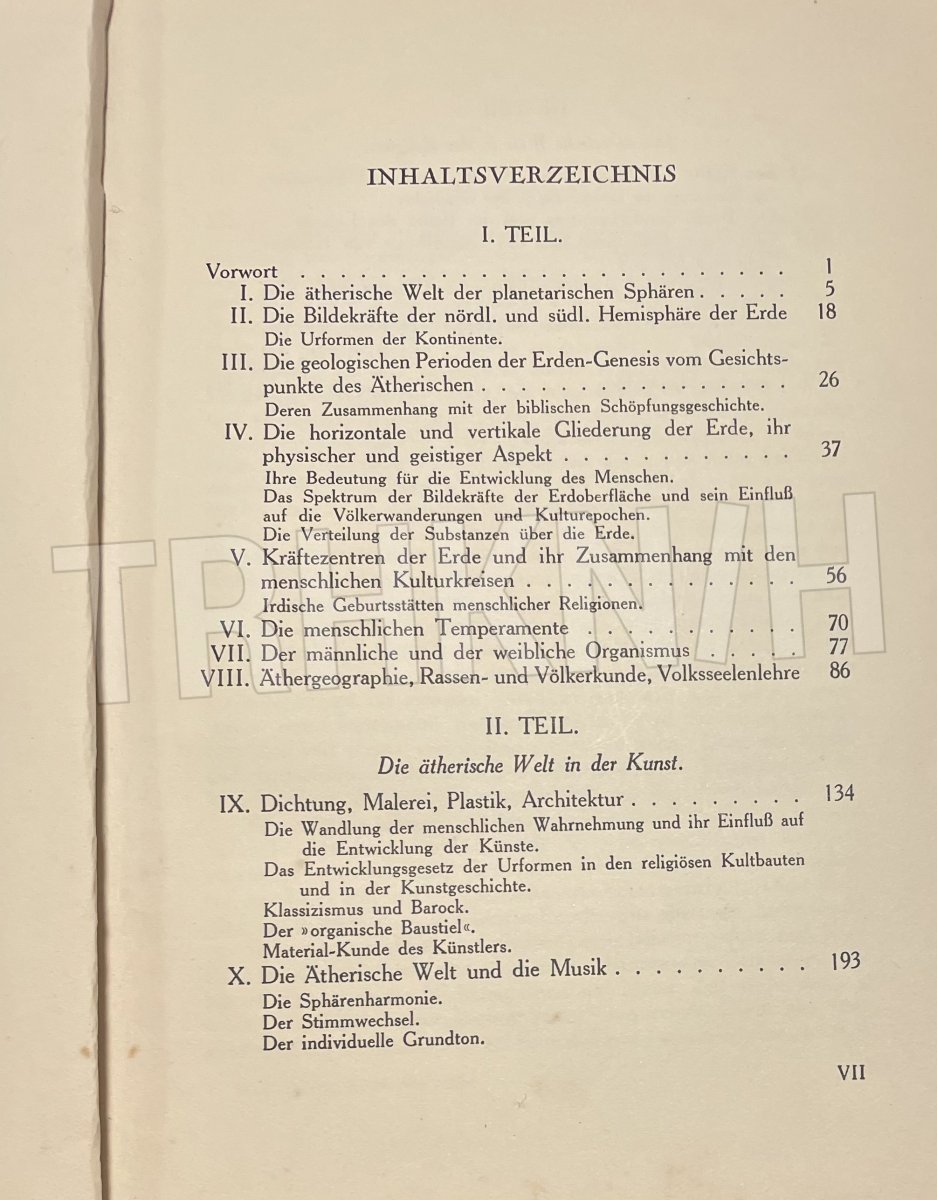 INHALTSVERZEICHNIS
I. TEIL.
Vorwort . . . . . . . . . . . . . . . . . . . . . . . . . 1
I. Die ätherische Welt der planetarischen Sphären . . . . . 5
II. Die Bildekräfte der nördl. und südl. Hemisphäre der Erde 18
Die Urformen der Kontinente.
III. Die geologischen Perioden der Erden-Genesis vom Gesichts-
punkte des Ätherischen . . . . . . . . . . . . . . . . 26
Deren Zusammenhang mit der biblischen Schöpfungsgeschichte.
IV. Die horizontale und vertikale Gliederung der Erde, ihr
physischer und geistiger Aspekt . . . . . . . . . . . . 37
Ihre Bedeutung für die Entwicklung des Menschen.
Das Spektrum der Bildekräfte der Erdoberfläche und sein Einfluß
auf die Völkerwanderungen und Kulturepochen.
Die Verteilung der Substanzen über die Erde.
V. Kräftezentren der Erde und ihr Zusammenhang mit den
menschlichen Kulturkreisen . . . . . . . . . . . . . . 56
Irdische Geburtsstätten menschlicher Religionen.
VI. Die menschlichen Temperamente . . . . . . . . . . . 70
VII. Der männliche und der weibliche Organismus . . . . . 77
VIII. Äthergeographie, Rassen- und Völkerkunde, Volksseelenlehre 86
II. TEIL.
Die ätherische Welt in der Kunst.
IX. Dichtung, Malerei, Plastik, Architektur . . . . . . . . . 134
Die Wandlung der menschlichen Wahrnehmung und ihr Einfluß auf
die Entwicklung der Künste.
Das Entwicklungsgesetz der Urformen in den religiösen Kultbauten
und in der Kunstgeschichte.
Klassizismus und Barock.
Der »organische Baustiel«.
Material-Kunde des Künstlers.
X. Die Ätherische Welt und die Musik . . . . . . . . . . 193
Die Sphärenharmonie.
Der Stimmwechsel.
Der individuelle Grundton.
VII